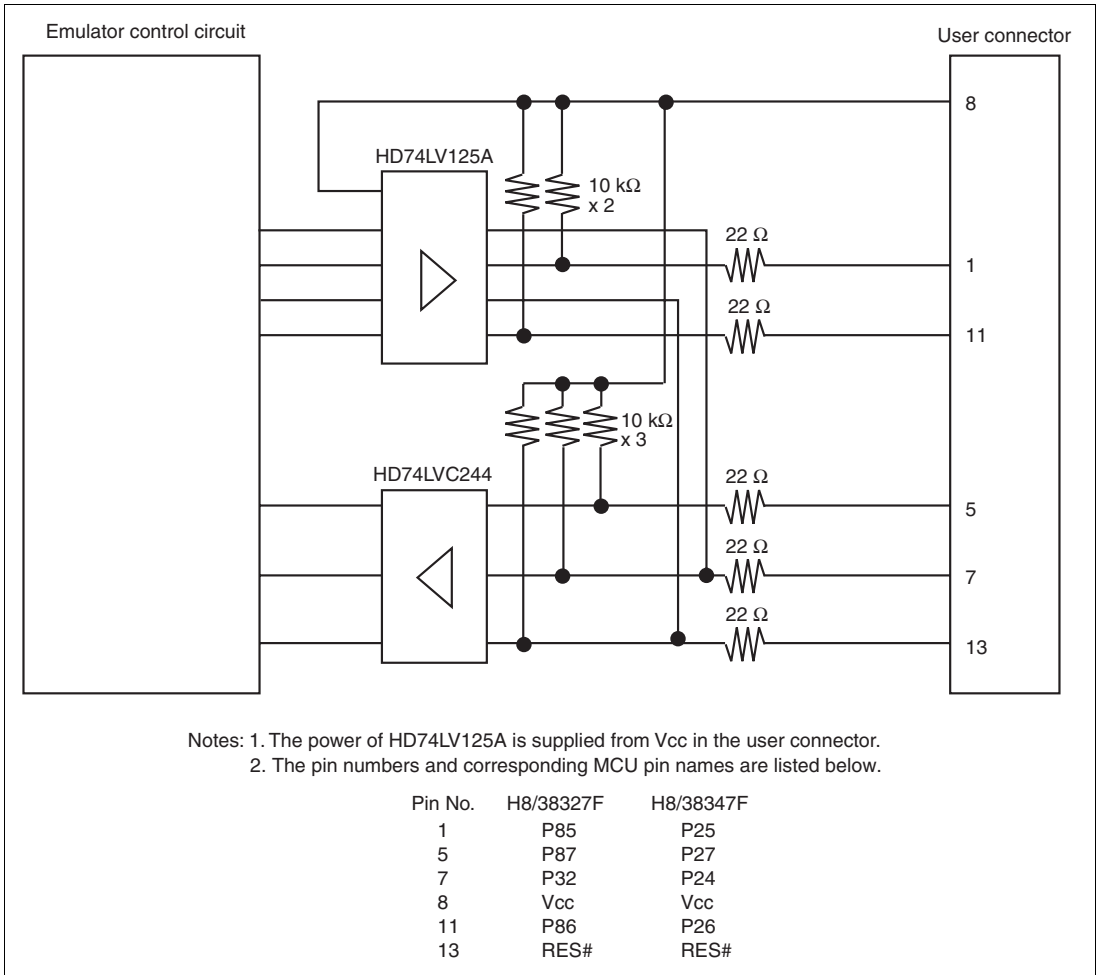 Emulator control circuit
User connector
8
HD74LV125A
10 kΩ
x 2
22 Ω
1
22 Ω
11
10 kΩ
x 3
HD74LVC244
22 Ω
5
22 Ω
7
22 Ω
13
Notes: 1. The power of HD74LV125A is supplied from Vcc in the user connector.
2. The pin numbers and corresponding MCU pin names are listed below.
Pin No. H8/38327F H8/38347F
1 P85 P25
5 P87 P27
7 P32 P24
8 Vcc Vcc
11 P86 P26
13 RES# RES#